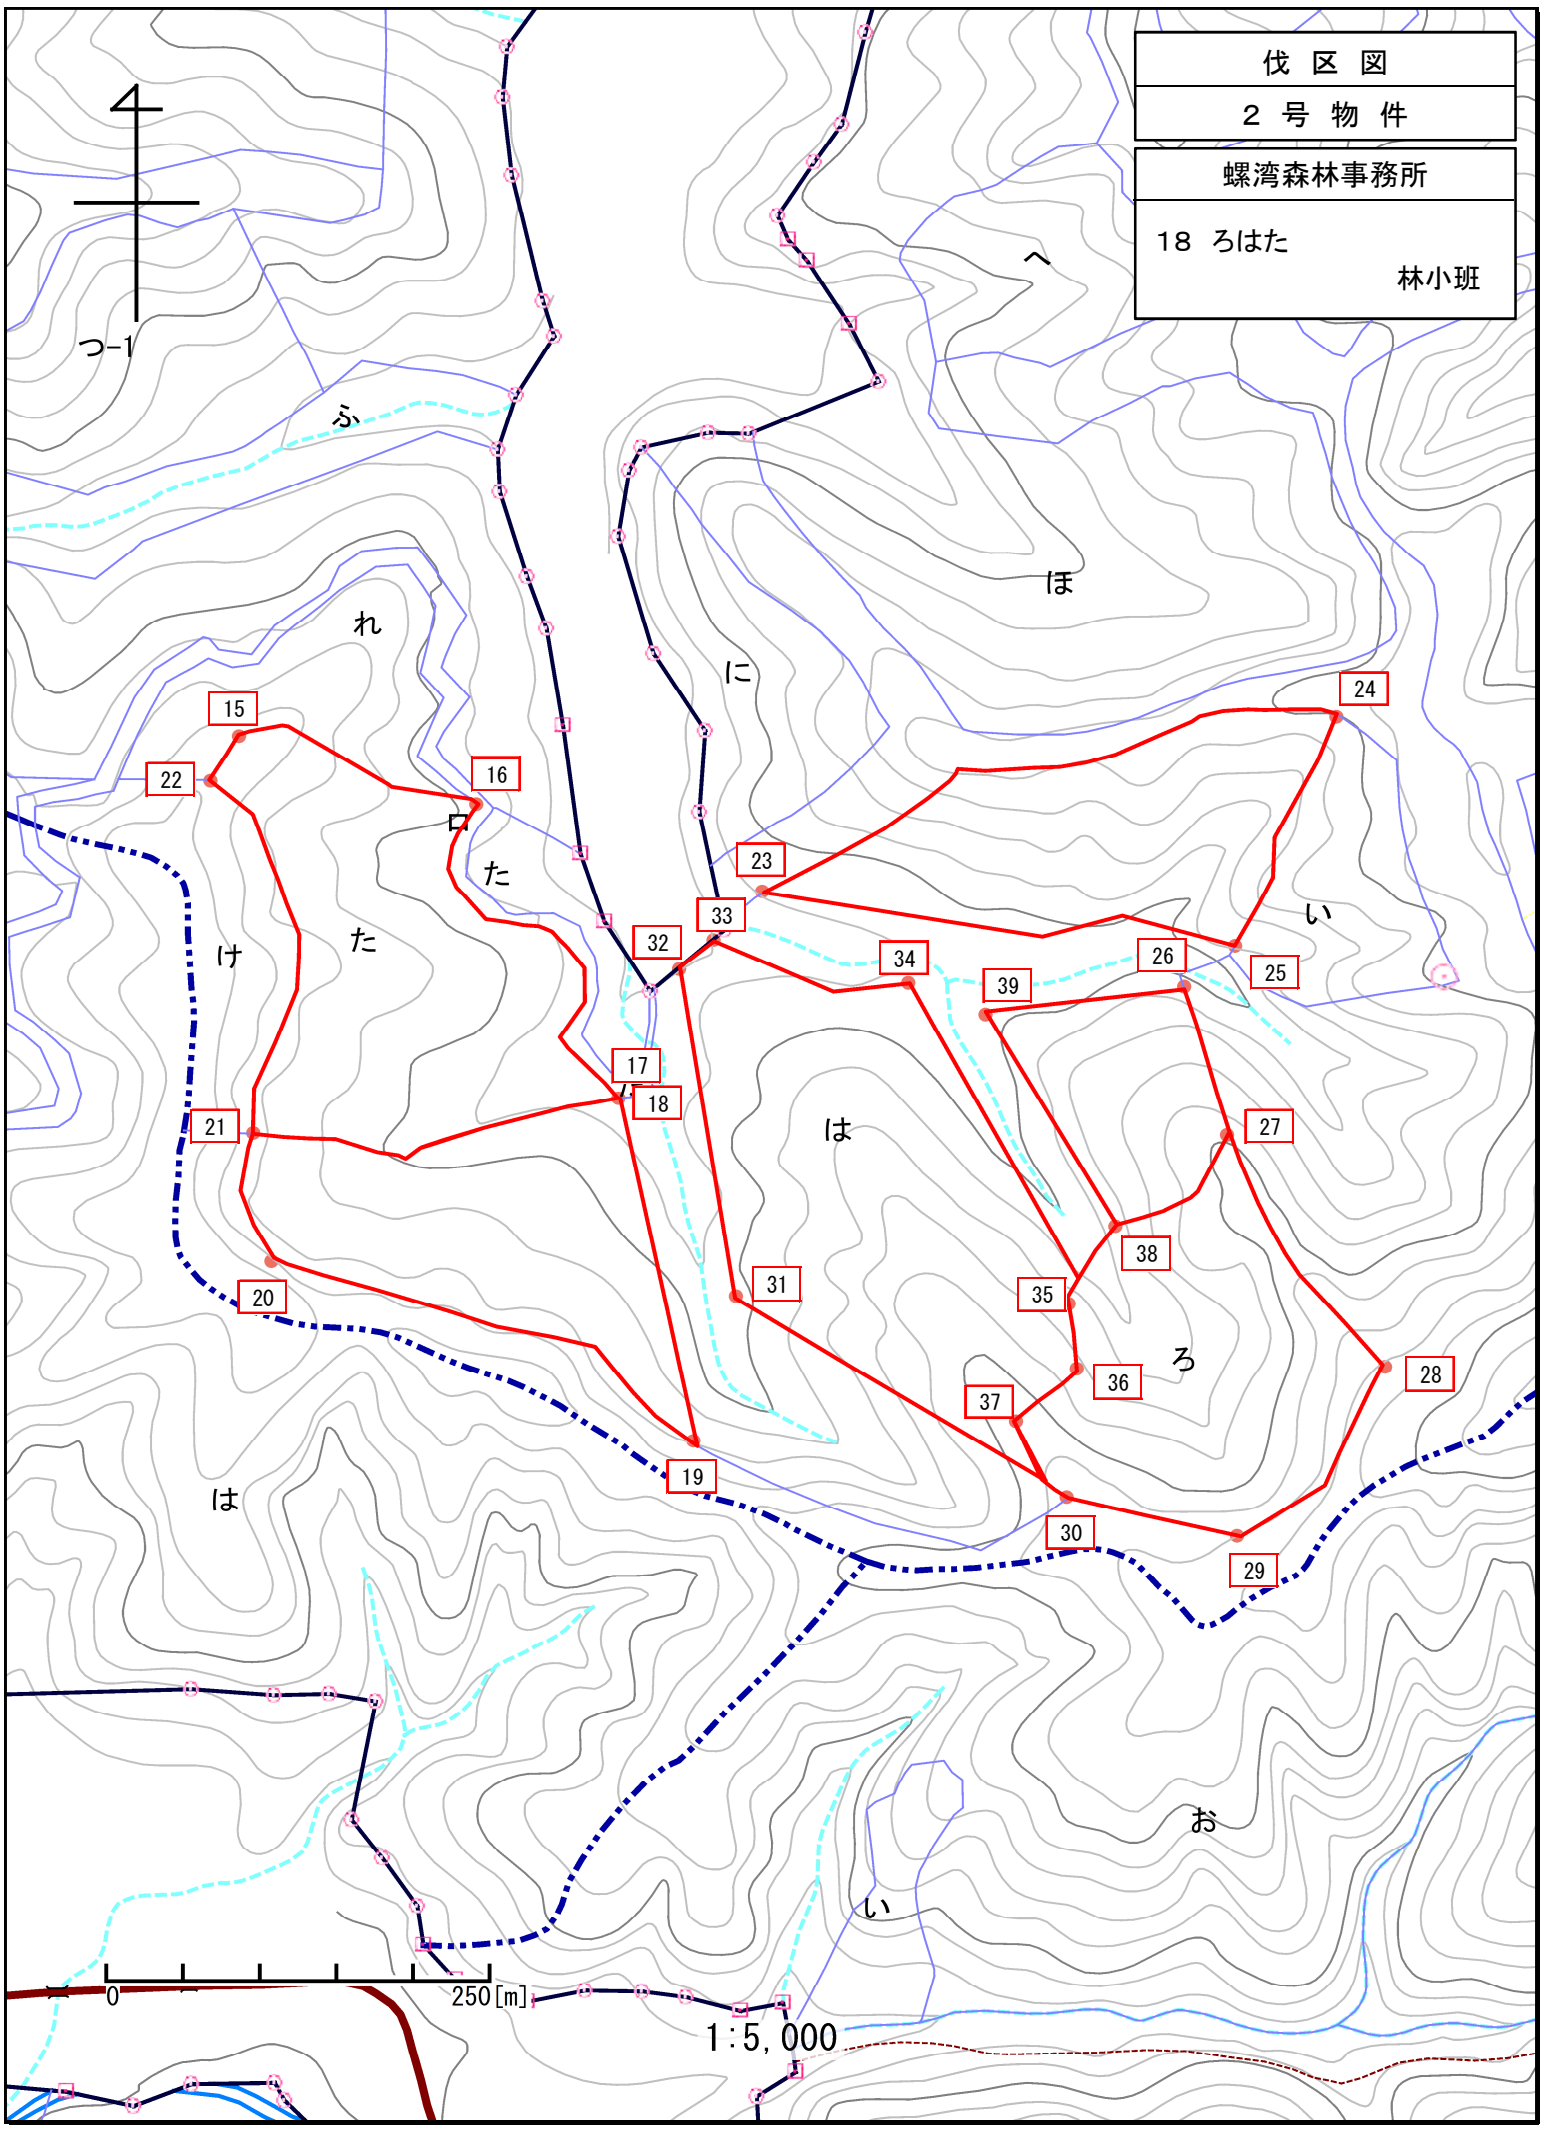 伐 区 図
２ 号 物 件
螺湾森林事務所
１８ ろはた
林小班
へ
つ-1
ふ
ほ
れ
に
24
15
22
16
ロ
た
23
33
い
た
け
32
34
26
25
39
17
18
21
は
27
38
31
35
20
ろ
36
28
37
19
は
30
29
お
い
0
250[m]
1:5,000